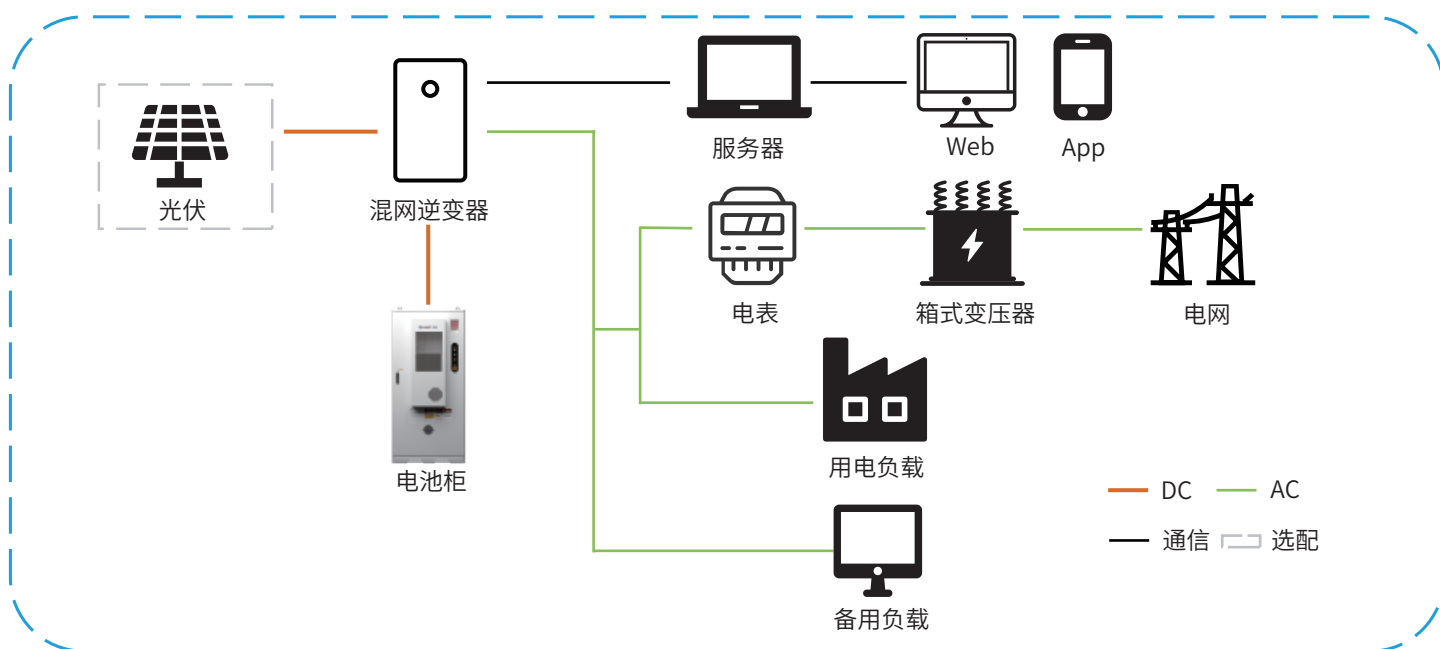 服务器
Web
App
光伏
混网逆变器
电表
箱式变压器
电网
用电负载
电池柜
DC
AC
通信
选配
备用负载